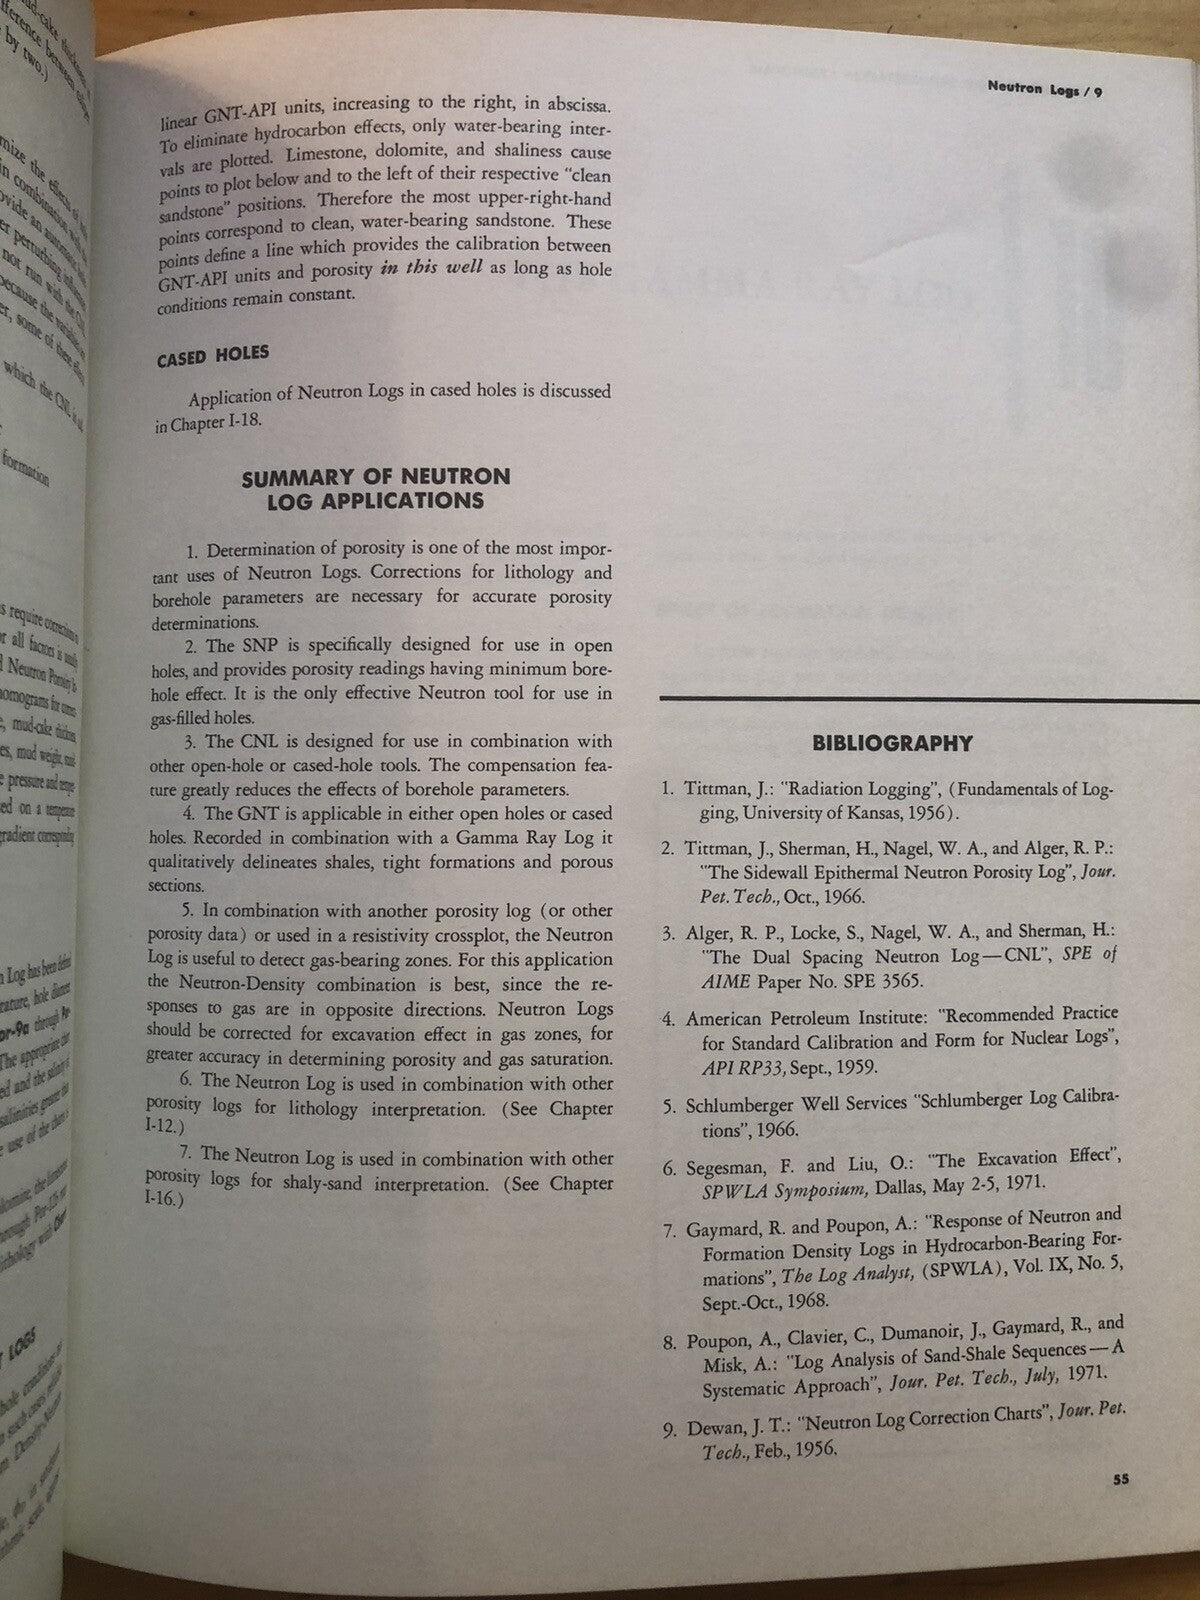 Neutron Logs / 9
linear GNT-API units, increasing to the right, in abscissa.
To eliminate hydrocarbon effects, only water-bearing inter-
vals are plotted. Limestone, dolomite, and shaliness cause
points to plot below and to the left of their respective "clean
sandstone" positions. Therefore the most upper-right-hand
points correspond to clean, water-bearing sandstone. These
points define a line which provides the calibration between
GNT-API units and porosity in this well as long as hole
conditions remain constant.
CASED HOLES
Application of Neutron Logs in cased holes is discussed
in Chapter I-18.
SUMMARY OF NEUTRON
LOG APPLICATIONS
1. Determination of porosity is one of the most impor-
tant uses of Neutron Logs. Corrections for lithology and
borehole parameters are necessary for accurate porosity
determinations.
2. The SNP is specifically designed for use in open
holes, and provides porosity readings having minimum bore-
hole effect. It is the only effective Neutron tool for use in
gas-filled holes.
3. The CNL is designed for use in combination with
other open-hole or cased-hole tools. The compensation fea-
ture greatly reduces the effects of borehole parameters.
4. The GNT is applicable in either open holes or cased
holes. Recorded in combination with a Gamma Ray Log it
qualitatively delineates shales, tight formations and porous
sections.
5. In combination with another porosity log (or other
porosity data) or used in a resistivity crossplot, the Neutron
Log is useful to detect gas-bearing zones. For this application
the Neutron-Density combination is best, since the re-
sponses to gas are in opposite directions. Neutron Logs
should be corrected for excavation effect in gas zones, for
greater accuracy in determining porosity and gas saturation.
6. The Neutron Log is used in combination with other
porosity logs for lithology interpretation. (See Chapter
I-12.)
7. The Neutron Log is used in combination with other
porosity logs for shaly-sand interpretation. (See Chapter
I-16.)
BIBLIOGRAPHY
1. Tittman, J.: "Radiation Logging", (Fundamentals of Log-
ging, University of Kansas, 1956).
2. Tittman, J., Sherman, H., Nagel, W. A., and Alger, R. P.:
"The Sidewall Epithermal Neutron Porosity Log", Jour.
Pet. Tech., Oct., 1966.
3. Alger, R. P., Locke, S., Nagel, W. A., and Sherman, H.:
"The Dual Spacing Neutron Log—CNL", SPE of
AIME Paper No. SPE 3565.
4. American Petroleum Institute: "Recommended Practice
for Standard Calibration and Form for Nuclear Logs",
API RP33, Sept., 1959.
5. Schlumberger Well Services "Schlumberger Log Calibra-
tions", 1966.
6. Segesman, F. and Liu, O.: "The Excavation Effect",
SPWLA Symposium, Dallas, May 2-5, 1971.
7. Gaymard, R. and Poupon, A.: "Response of Neutron and
Formation Density Logs in Hydrocarbon-Bearing For-
mations", The Log Analyst, (SPWLA), Vol. IX, No. 5,
Sept.-Oct., 1968.
8. Poupon, A., Clavier, C., Dumanoir, J., Gaymard, R., and
Misk, A.: "Log Analysis of Sand-Shale Sequences—A
Systematic Approach", Jour. Pet. Tech., July, 1971.
9. Dewan, J. T.: "Neutron Log Correction Charts", Jour. Pet.
Tech., Feb., 1956.
55